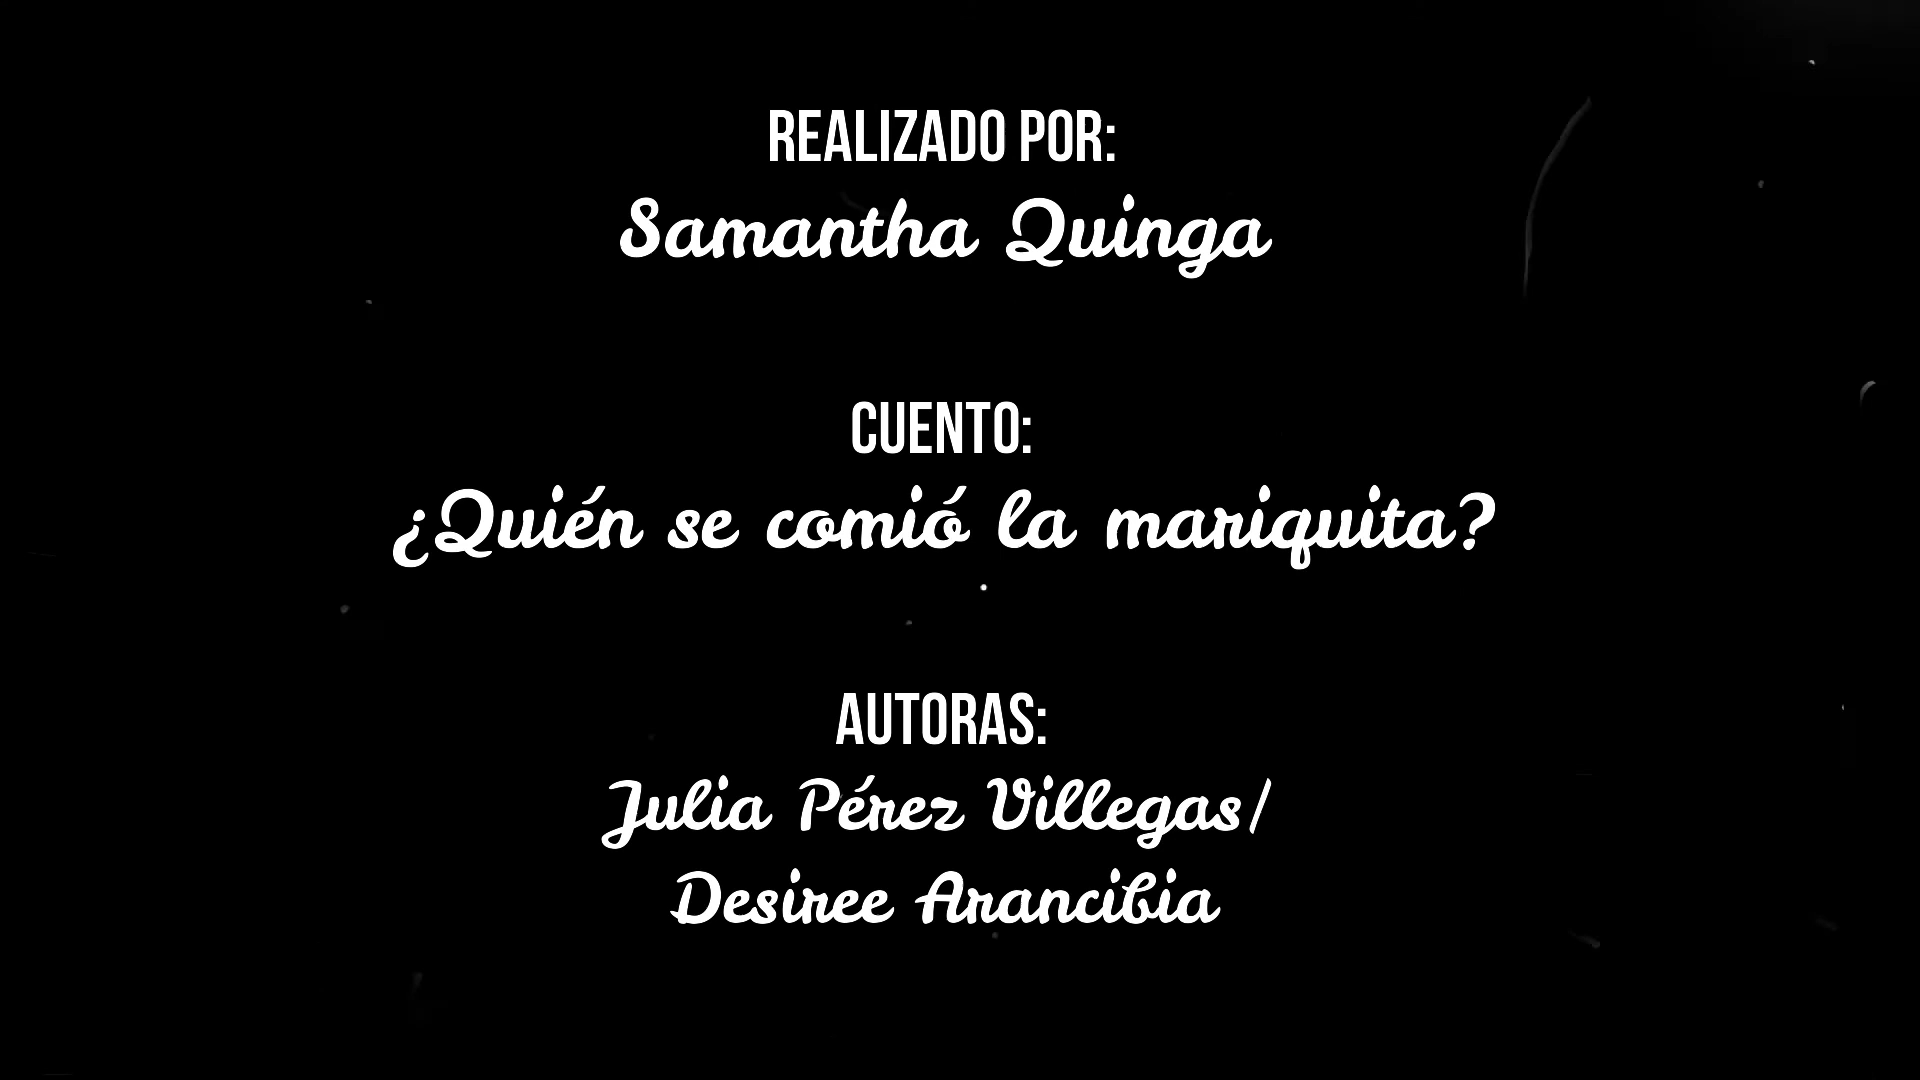 REALIZADO POR:
Samantha Quinga
CUENTO:
¿Quién se comió la mariquita?
AUTORAS:
Julia Pérez Villegas/
Desiree Arancibia